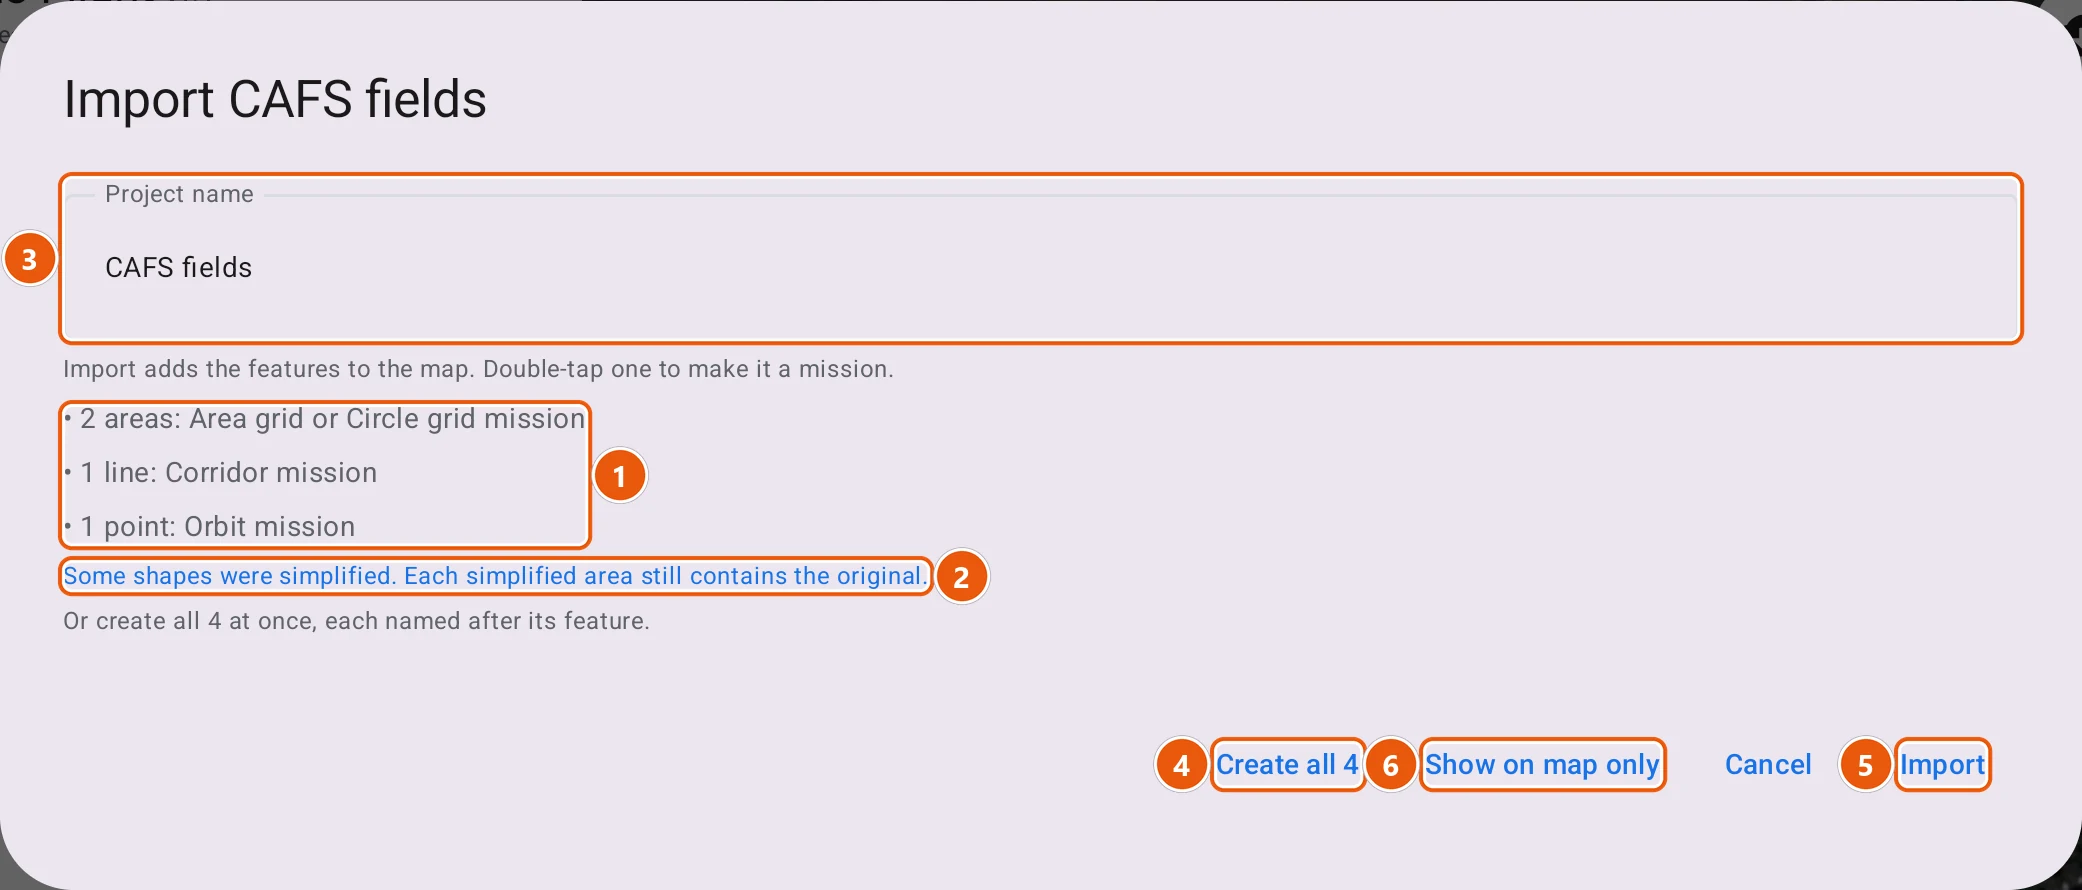 Import CAFS fields
Project name
3
CAFS fields
Import adds the features to the map. Double-tap one to make it a mission.
• 2 areas: Area grid or Circle grid mission
• 1 line: Corridor mission
1
• 1 point: Orbit mission
Some shapes were simplified. Each simplified area still contains the original.
2
Or create all 4 at once, each named after its feature.
4 Create all 4 6 Show on map only Cancel 5 Import